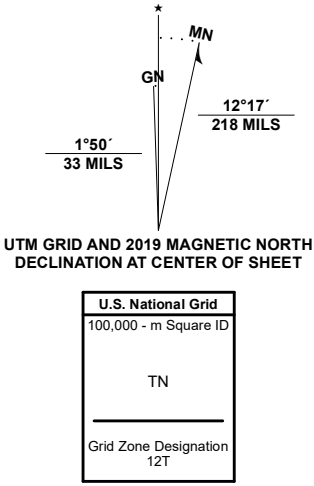 ★
MN
GN
12°17´
218 MILS
1°50´
33 MILS
UTM GRID AND 2019 MAGNETIC NORTH
DECLINATION AT CENTER OF SHEET
U.S. National Grid
100,000 - m Square ID
TN
Grid Zone Designation
12T